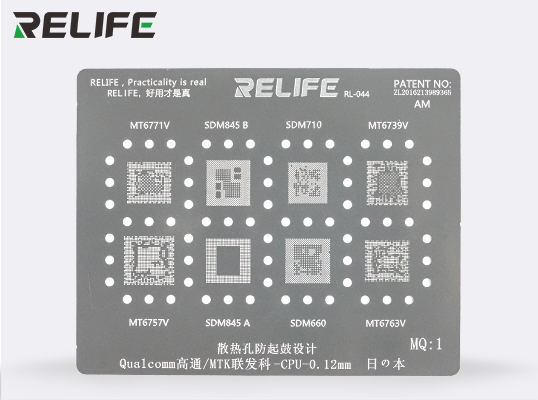 RELIFE
RELIFE , Practicality is real
RELIFE, 好用才是真
RELIFE RL-044
PATENT NO:
ZL2016213989365
AM
MT6771V SDM845 B SDM710 MT6739V
MT6757V SDM845 A SDM660 MT6763V
散热孔防起鼓设计
MQ:1
Qualcomm高通/MTK联发科-CPU-0.12mm 日の本